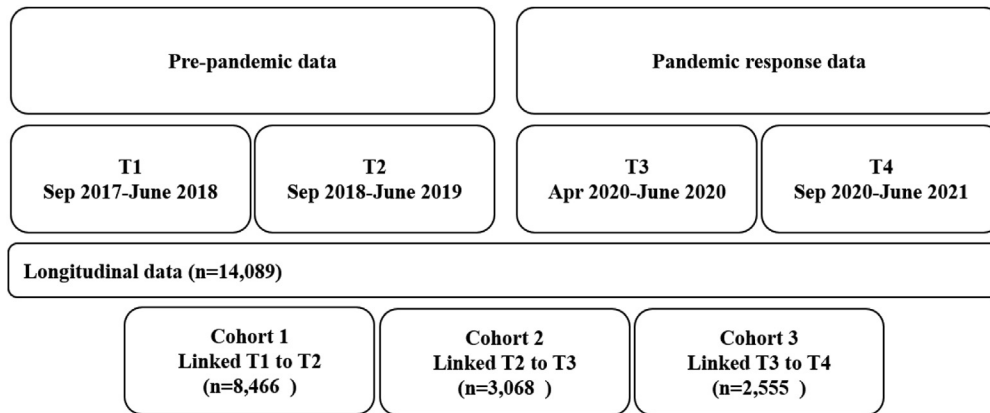 Pre-pandemic data
Pandemic response data
T1
Sep 2017-June 2018
T2
Sep 2018-June 2019
T3
Apr 2020-June 2020
T4
Sep 2020-June 2021
Longitudinal data (n=14,089)
Cohort 1
Linked T1 to T2
(n=8,466  )
Cohort 2
Linked T2 to T3
(n=3,068  )
Cohort 3
Linked T3 to T4
(n=2,555  )